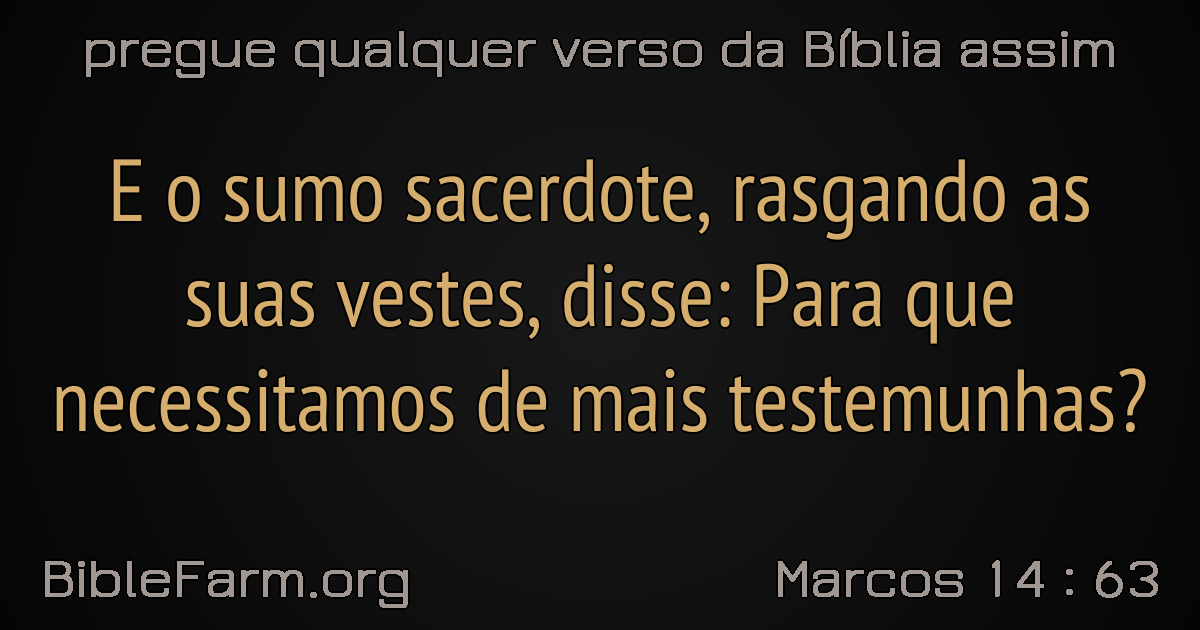 pregue qualquer verso da Bíblia assim
E o sumo sacerdote, rasgando as
suas vestes, disse: Para que
necessitamos de mais testemunhas?
BibleFarm.org
Marcos 14 : 63